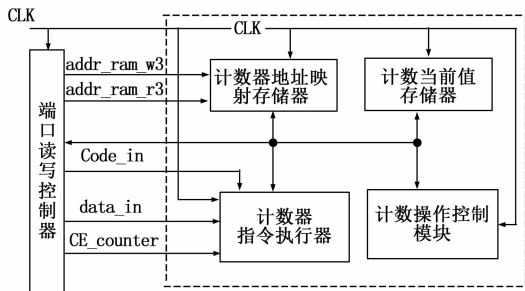 CLK
CLK
addr_ram_w3
addr_ram_r3
计数器地址映
射存储器
计数当前值
存储器
端口读写控制器
Code_in
data_in
CE_counter
计数器
指令执行器
计数操作控制
模块